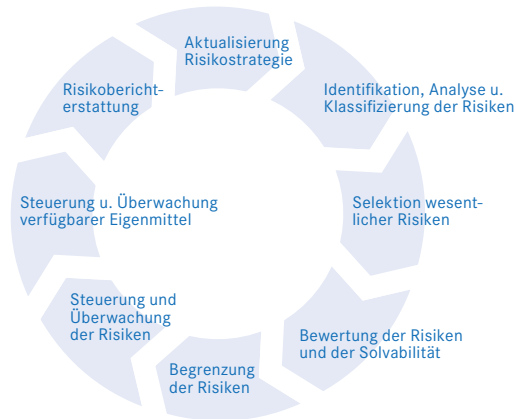 Aktualisierung
Risikostrategie
Identifikation, Analyse u.
Klassifizierung der Risiken
Selektion wesent-
licher Risiken
Bewertung der Risiken
und der Solvabilität
Begrenzung
der Risiken
Steuerung und
Überwachung
der Risiken
Steuerung u. Überwachung
verfügbarer Eigenmittel
Risikobericht-
erstattung